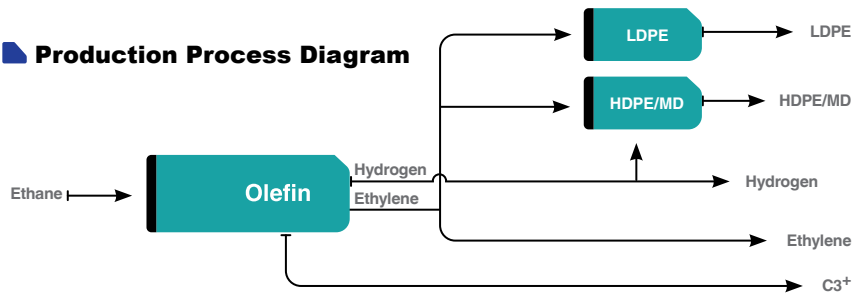 Production Process Diagram
LDPE
LDPE
HDPE/MD
HDPE/MD
Ethane
Olefin
Hydrogen
Ethylene
Hydrogen
Ethylene
C3⁺